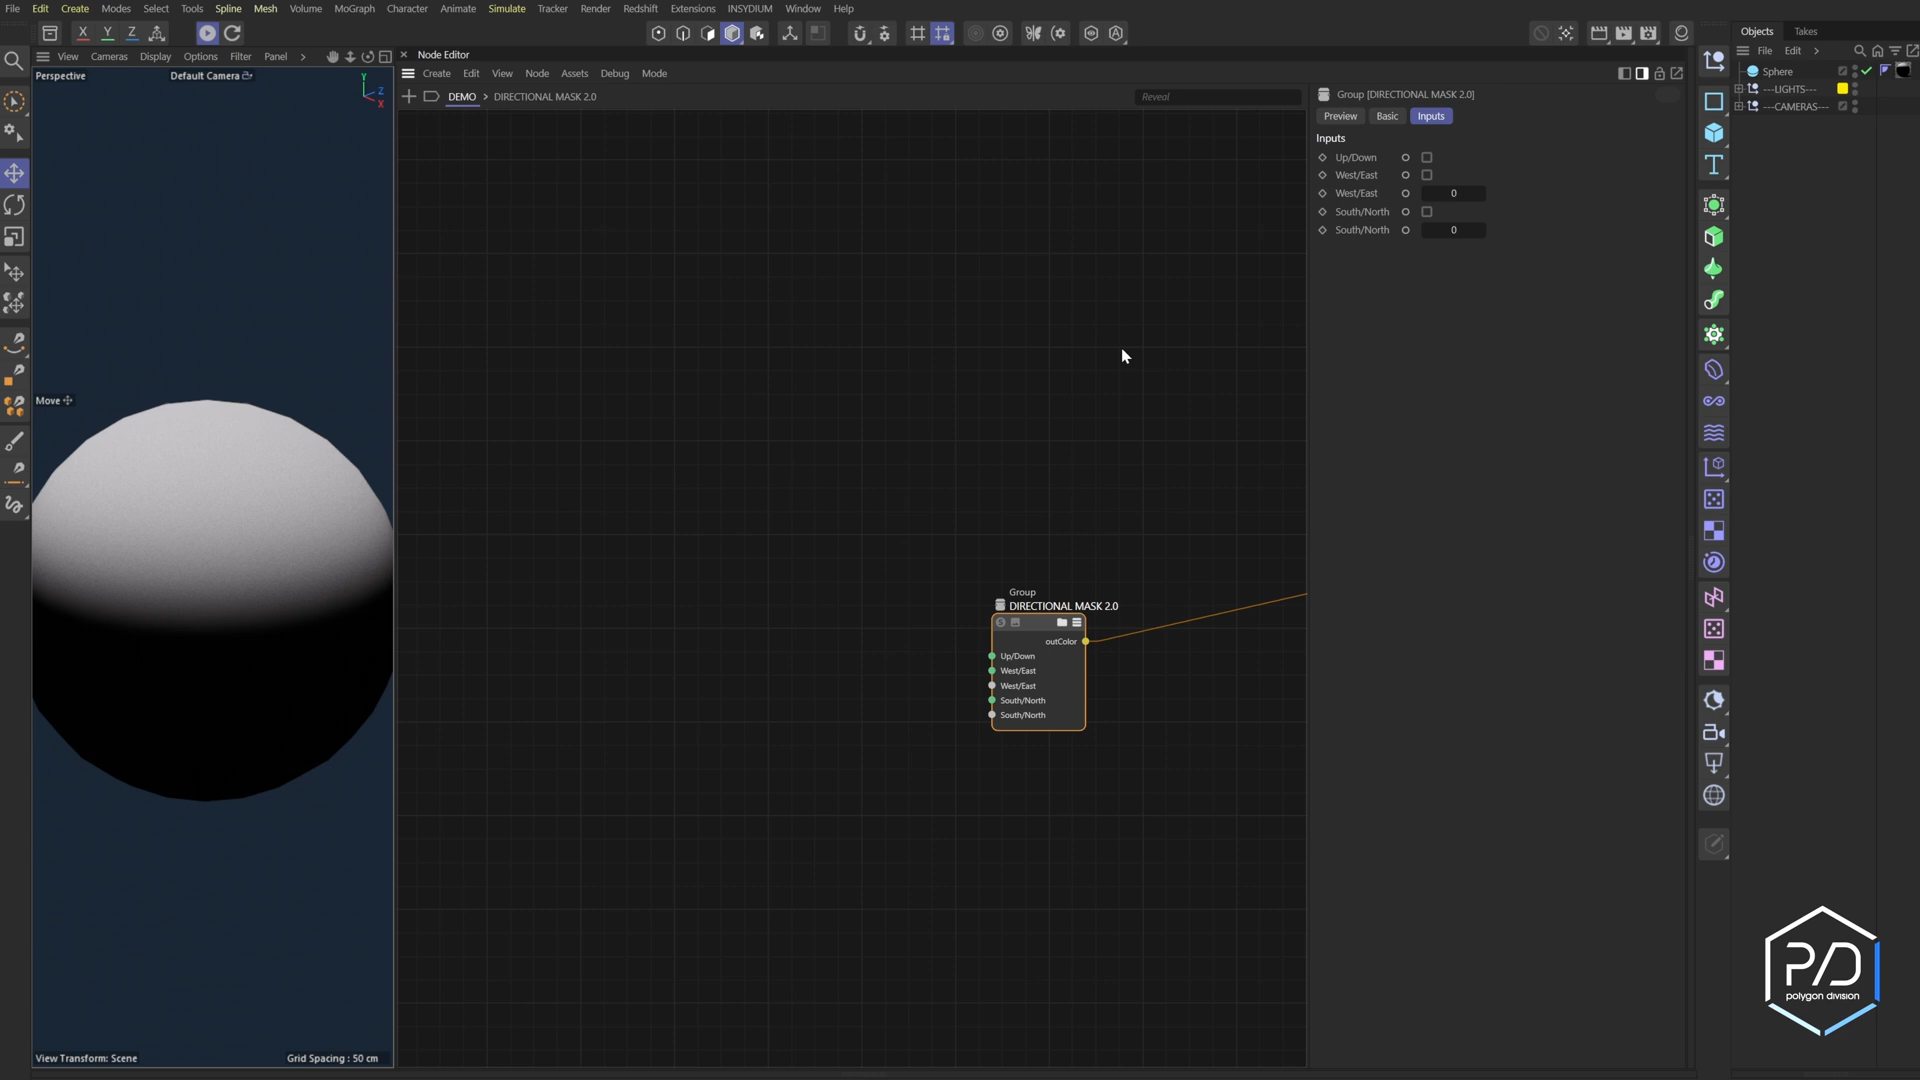 File Edit Create Modes Select Tools Spline Mesh Volume MoGraph Character Animate Simulate Tracker Render Redshift Extensions INSYDIUM Window Help
X Y Z
Objects Takes
View Cameras Display Options Filter Panel
Node Editor
File Edit
Perspective
Default Camera
Y
Z
X
Create Edit View Node Assets Debug Mode
Sphere
---LIGHTS---
---CAMERAS---
DEMO > DIRECTIONAL MASK 2.0
Reveal
Group [DIRECTIONAL MASK 2.0]
Preview Basic Inputs
Inputs
Up/Down
West/East
West/East 0
South/North
South/North 0
Move
Group
DIRECTIONAL MASK 2.0
S
outColor
Up/Down
West/East
West/East
South/North
South/North
View Transform: Scene
Grid Spacing : 50 cm
PD
polygon division